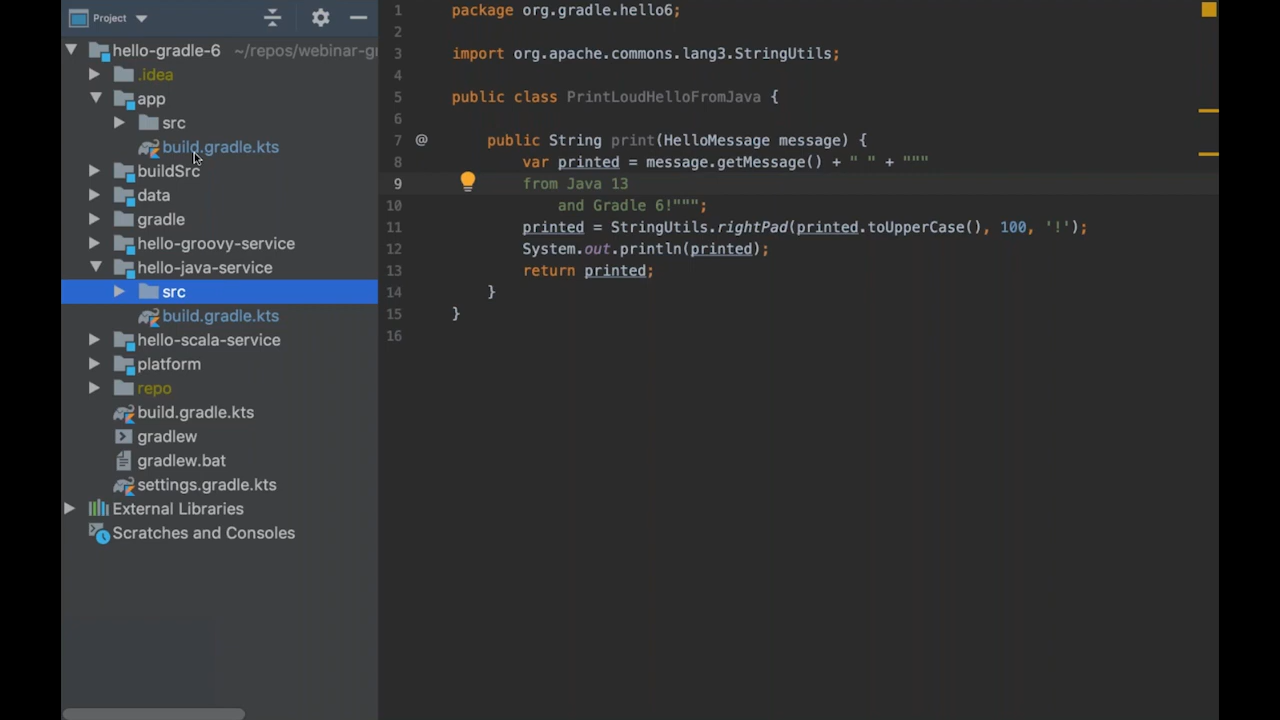 Project
hello-gradle-6 ~/repos/webinar-gr
.idea
app
src
build.gradle.kts
buildSrc
data
gradle
hello-groovy-service
hello-java-service
src
build.gradle.kts
hello-scala-service
platform
repo
build.gradle.kts
gradlew
gradlew.bat
settings.gradle.kts
External Libraries
Scratches and Consoles
1 package org.gradle.hello6;
2
3 import org.apache.commons.lang3.StringUtils;
4
5 public class PrintLoudHelloFromJava {
6
7 @ public String print(HelloMessage message) {
8 var printed = message.getMessage() + " " + """
9 from Java 13
10 and Gradle 6!""";
11 printed = StringUtils.rightPad(printed.toUpperCase(), 100, '!');
12 System.out.println(printed);
13 return printed;
14 }
15 }
16